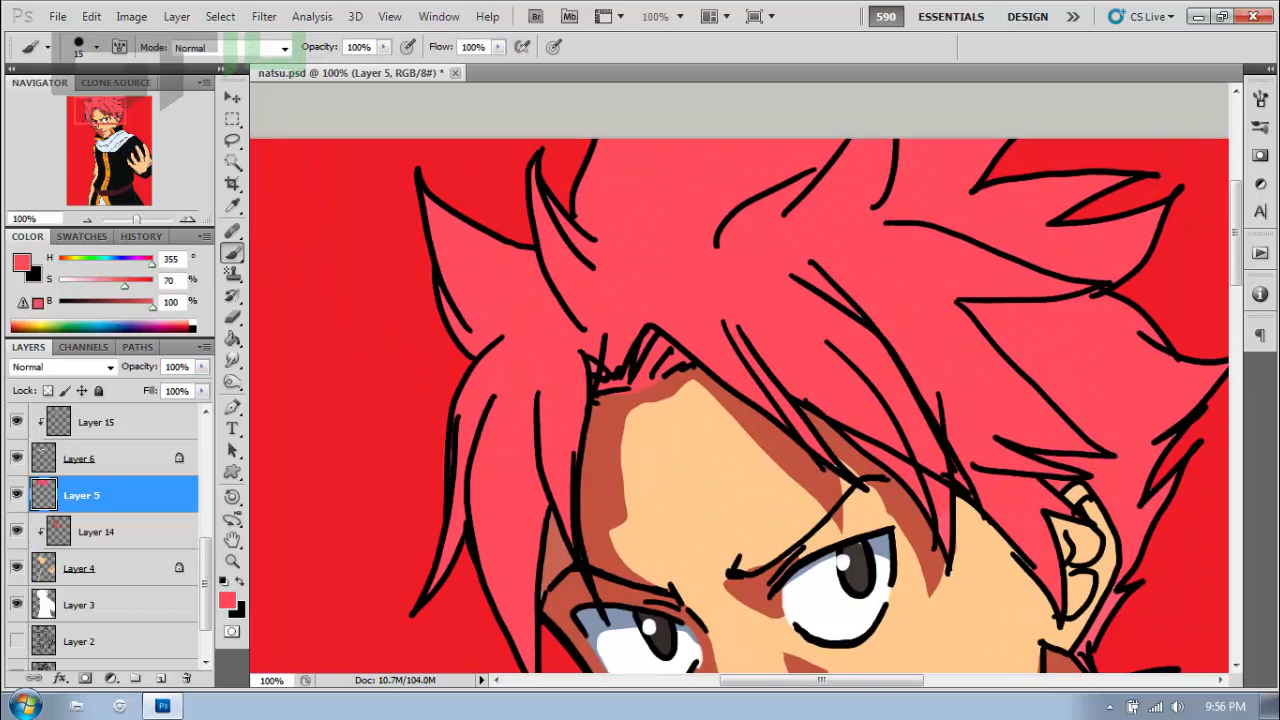 Ps File Edit Image Layer Select Filter Analysis 3D View Window Help Br Mb 100% 590 ESSENTIALS DESIGN CS Live
15 Mode: Normal Opacity: 100% Flow: 100%
NAVIGATOR CLONE SOURCE natsu.psd @ 100% (Layer 5, RGB/8#) *
100%
COLOR SWATCHES HISTORY
H 355 °
S 70 %
B 100 %
LAYERS CHANNELS PATHS
Normal Opacity: 100%
Lock: Fill: 100%
Layer 15
Layer 6
Layer 5
Layer 14
Layer 4
Layer 3
Layer 2
fx
100% Doc: 10.7M/104.0M
Ps 9:56 PM